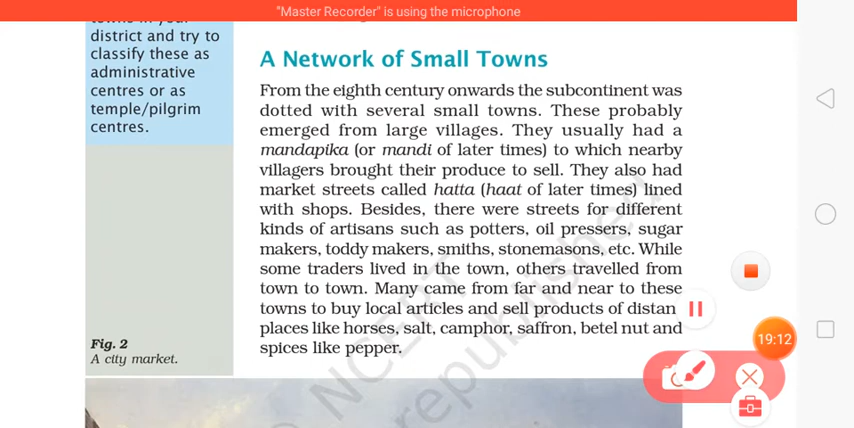 "Master Recorder" is using the microphone
towns in your
district and try to
classify these as
administrative
centres or as
temple/pilgrim
centres.
Fig. 2
A city market.
A Network of Small Towns
From the eighth century onwards the subcontinent was
dotted with several small towns. These probably
emerged from large villages. They usually had a
mandapika (or mandi of later times) to which nearby
villagers brought their produce to sell. They also had
market streets called hatta (haat of later times) lined
with shops. Besides, there were streets for different
kinds of artisans such as potters, oil pressers, sugar
makers, toddy makers, smiths, stonemasons, etc. While
some traders lived in the town, others travelled from
town to town. Many came from far and near to these
towns to buy local articles and sell products of distan
places like horses, salt, camphor, saffron, betel nut and
spices like pepper.
© NCERT
republished
19:12